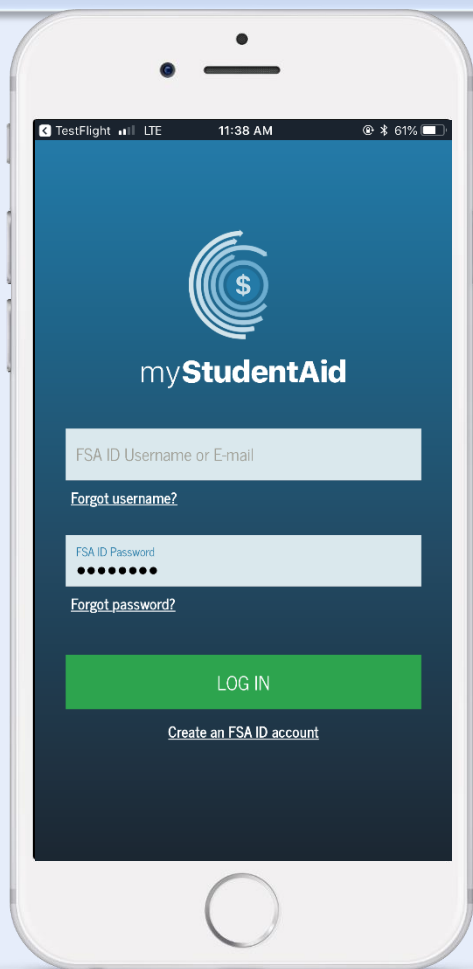 TestFlight LTE 11:38 AM 61%
$
myStudentAid
FSA ID Username or E-mail
Forgot username?
FSA ID Password
Forgot password?
LOG IN
Create an FSA ID account